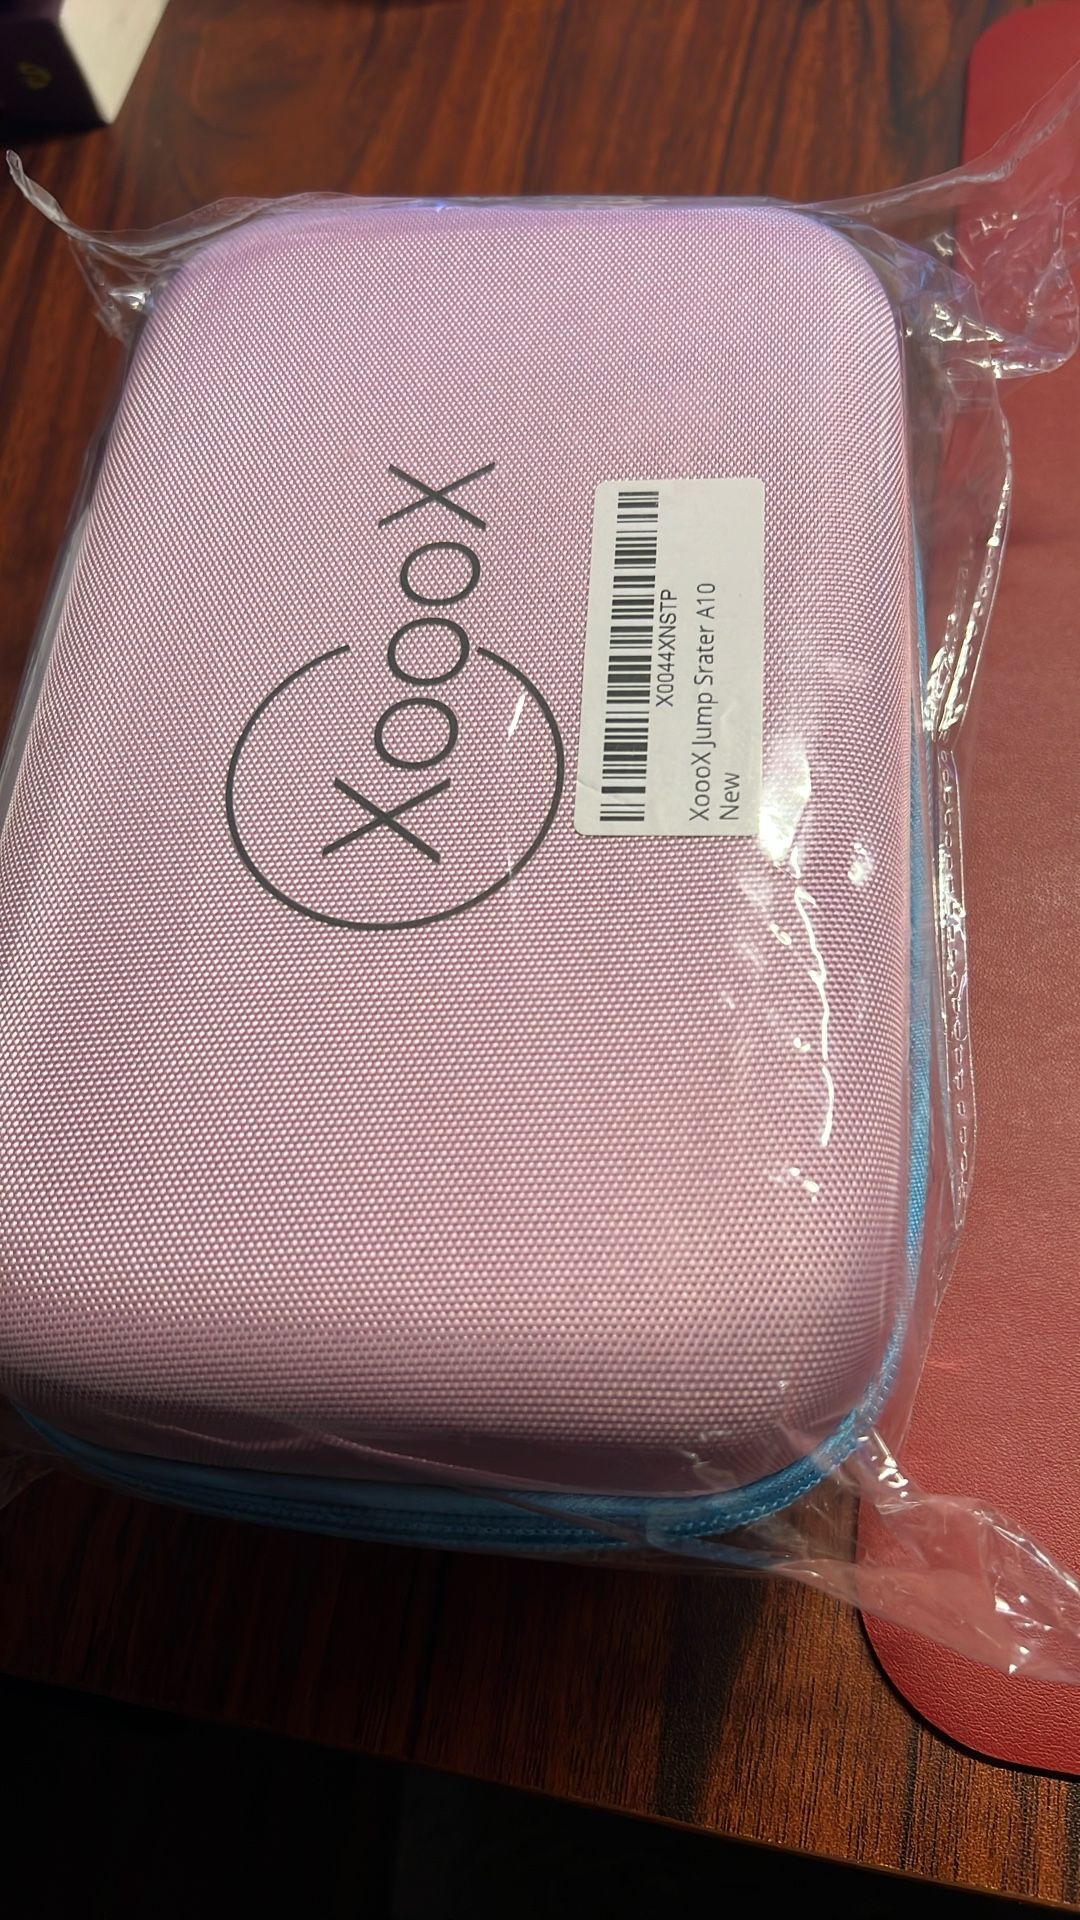 XoooX
X0044XNSTP
XoooX Jump Srater A10
New